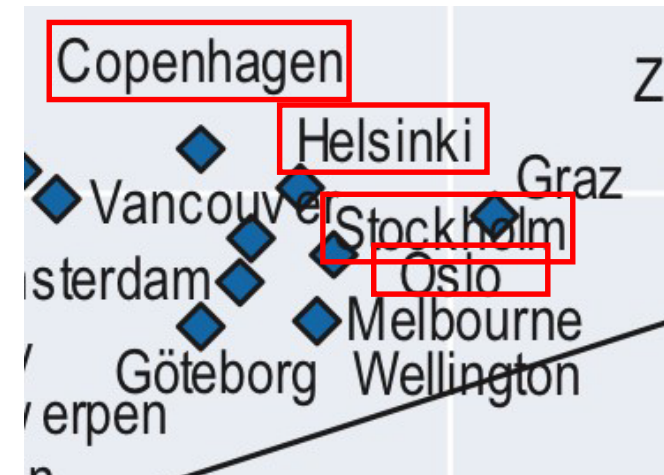 Copenhagen
Z
Helsinki
Graz
Vancouver
Stockholm
sterdam
Oslo
Melbourne
Göteborg
Wellington
erpen